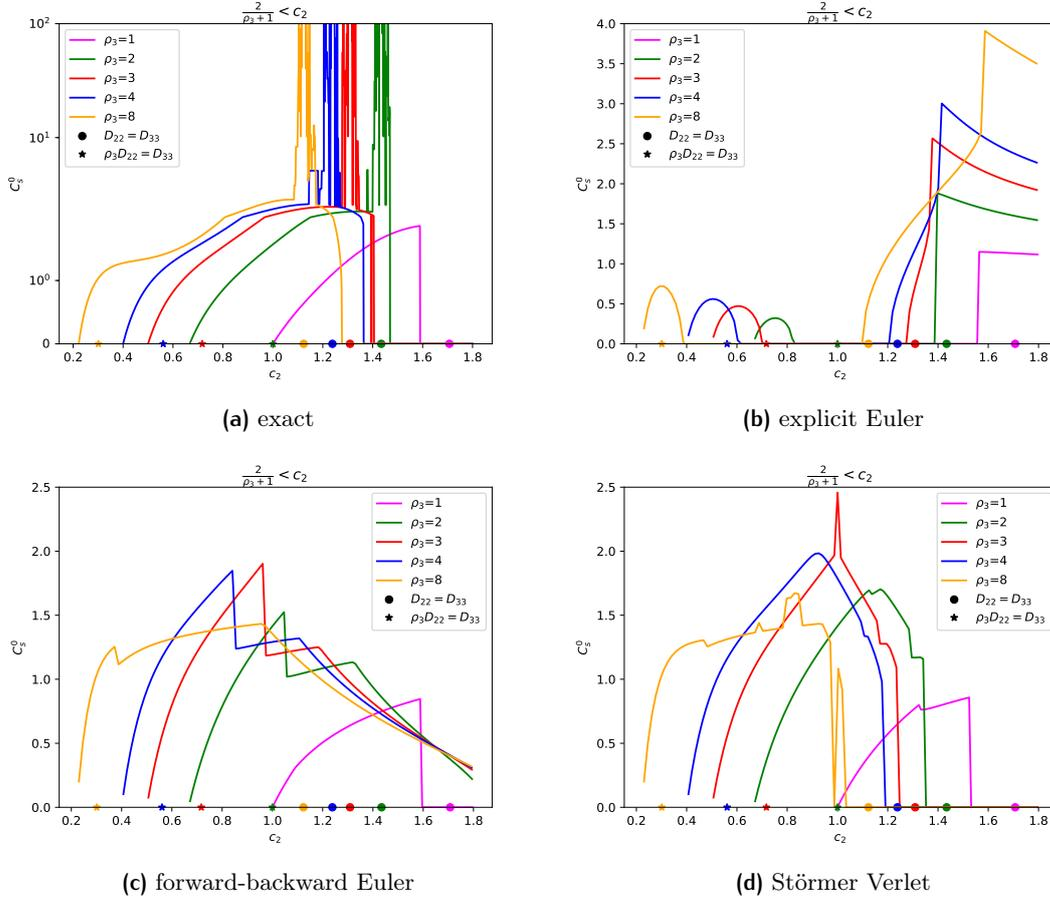 2/(ρ₃+1) < c₂
10²
10¹
10⁰
0
C_s^0
ρ₃=1
ρ₃=2
ρ₃=3
ρ₃=4
ρ₃=8
D₂₂ = D₃₃
ρ₃D₂₂ = D₃₃
0.2 0.4 0.6 0.8 1.0 1.2 1.4 1.6 1.8
c₂
(a) exact
2/(ρ₃+1) < c₂
4.0
3.5
3.0
2.5
2.0
1.5
1.0
0.5
0.0
C_s^0
ρ₃=1
ρ₃=2
ρ₃=3
ρ₃=4
ρ₃=8
D₂₂ = D₃₃
ρ₃D₂₂ = D₃₃
0.2 0.4 0.6 0.8 1.0 1.2 1.4 1.6 1.8
c₂
(b) explicit Euler
2/(ρ₃+1) < c₂
2.5
2.0
1.5
1.0
0.5
0.0
C_s^0
ρ₃=1
ρ₃=2
ρ₃=3
ρ₃=4
ρ₃=8
D₂₂ = D₃₃
ρ₃D₂₂ = D₃₃
0.2 0.4 0.6 0.8 1.0 1.2 1.4 1.6 1.8
c₂
(c) forward-backward Euler
2/(ρ₃+1) < c₂
2.5
2.0
1.5
1.0
0.5
0.0
C_s^0
ρ₃=1
ρ₃=2
ρ₃=3
ρ₃=4
ρ₃=8
D₂₂ = D₃₃
ρ₃D₂₂ = D₃₃
0.2 0.4 0.6 0.8 1.0 1.2 1.4 1.6 1.8
c₂
(d) Störmer Verlet